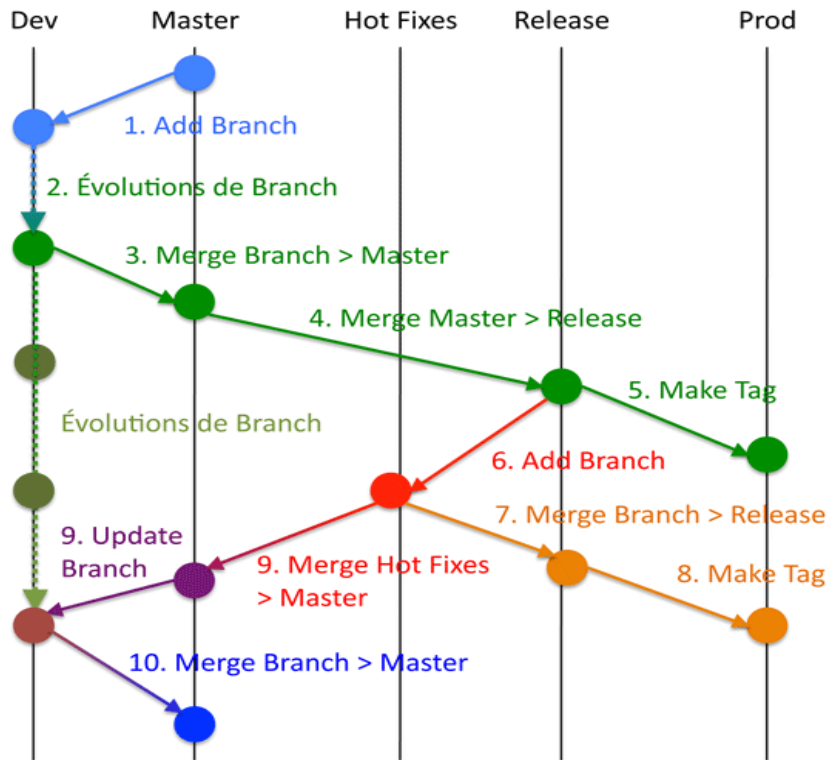 Dev
Master
Hot Fixes
Release
Prod
1. Add Branch
2. Évolutions de Branch
3. Merge Branch > Master
4. Merge Master > Release
5. Make Tag
Évolutions de Branch
6. Add Branch
7. Merge Branch > Release
9. Update
Branch
9. Merge Hot Fixes
> Master
8. Make Tag
10. Merge Branch > Master